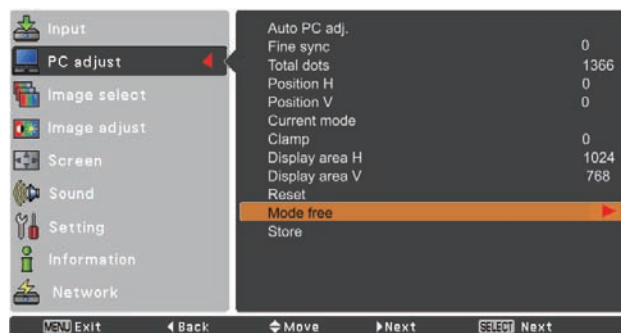 Input
PC adjust
Image select
Image adjust
Screen
Sound
Setting
Information
Network
Auto PC adj.
Fine sync 0
Total dots 1366
Position H 0
Position V 0
Current mode
Clamp 0
Display area H 1024
Display area V 768
Reset
Mode free
Store
MENU Exit Back Move Next SELECT Next